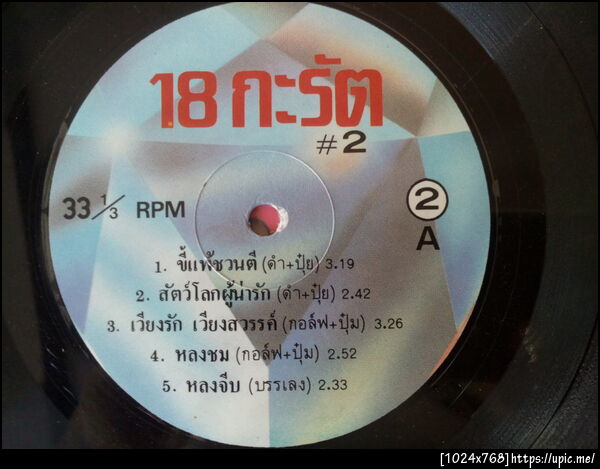 18 กะรัต
#2
33 1/3 RPM
2
A
1. ขี้แพ้ชวนตี (ดำ+ปุ๋ย) 3.19
2. สัตว์โลกผู้น่ารัก (ดำ+ปุ๋ย) 2.42
3. เวียงรัก เวียงสวรรค์ (กอล์ฟ+ปุ๋ม) 3.26
4. หลงชม (กอล์ฟ+ปุ๋ม) 2.52
5. หลงจีบ (บรรเลง) 2.33
[1024x768]https://upic.me/